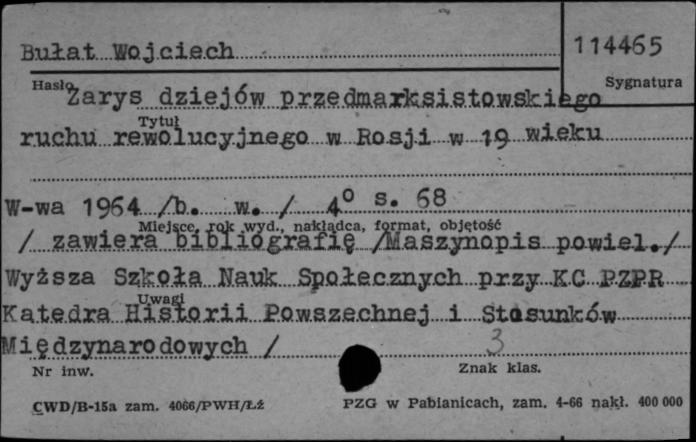 Bułat Wojciech
114465
Hasło
Sygnatura
Zarys dziejów przedmarksistowskiego
Tytuł
ruchu rewolucyjnego w Rosji w 19 wieku
W-wa 1964 /b. w. / 4° s. 68
Miejsce, rok wyd., nakładca, format, objętość
/ zawiera bibliografię /Maszynopis powiel./
Wyższa Szkoła Nauk Społecznych przy KC PZPR
Uwagi
Katedra Historii Powszechnej i Stosunków
Międzynarodowych /
3
Nr inw.
Znak klas.
CWD/B-15a zam. 4066/PWH/ŁŻ
PZG w Pabianicach, zam. 4-66 nakł. 400 000